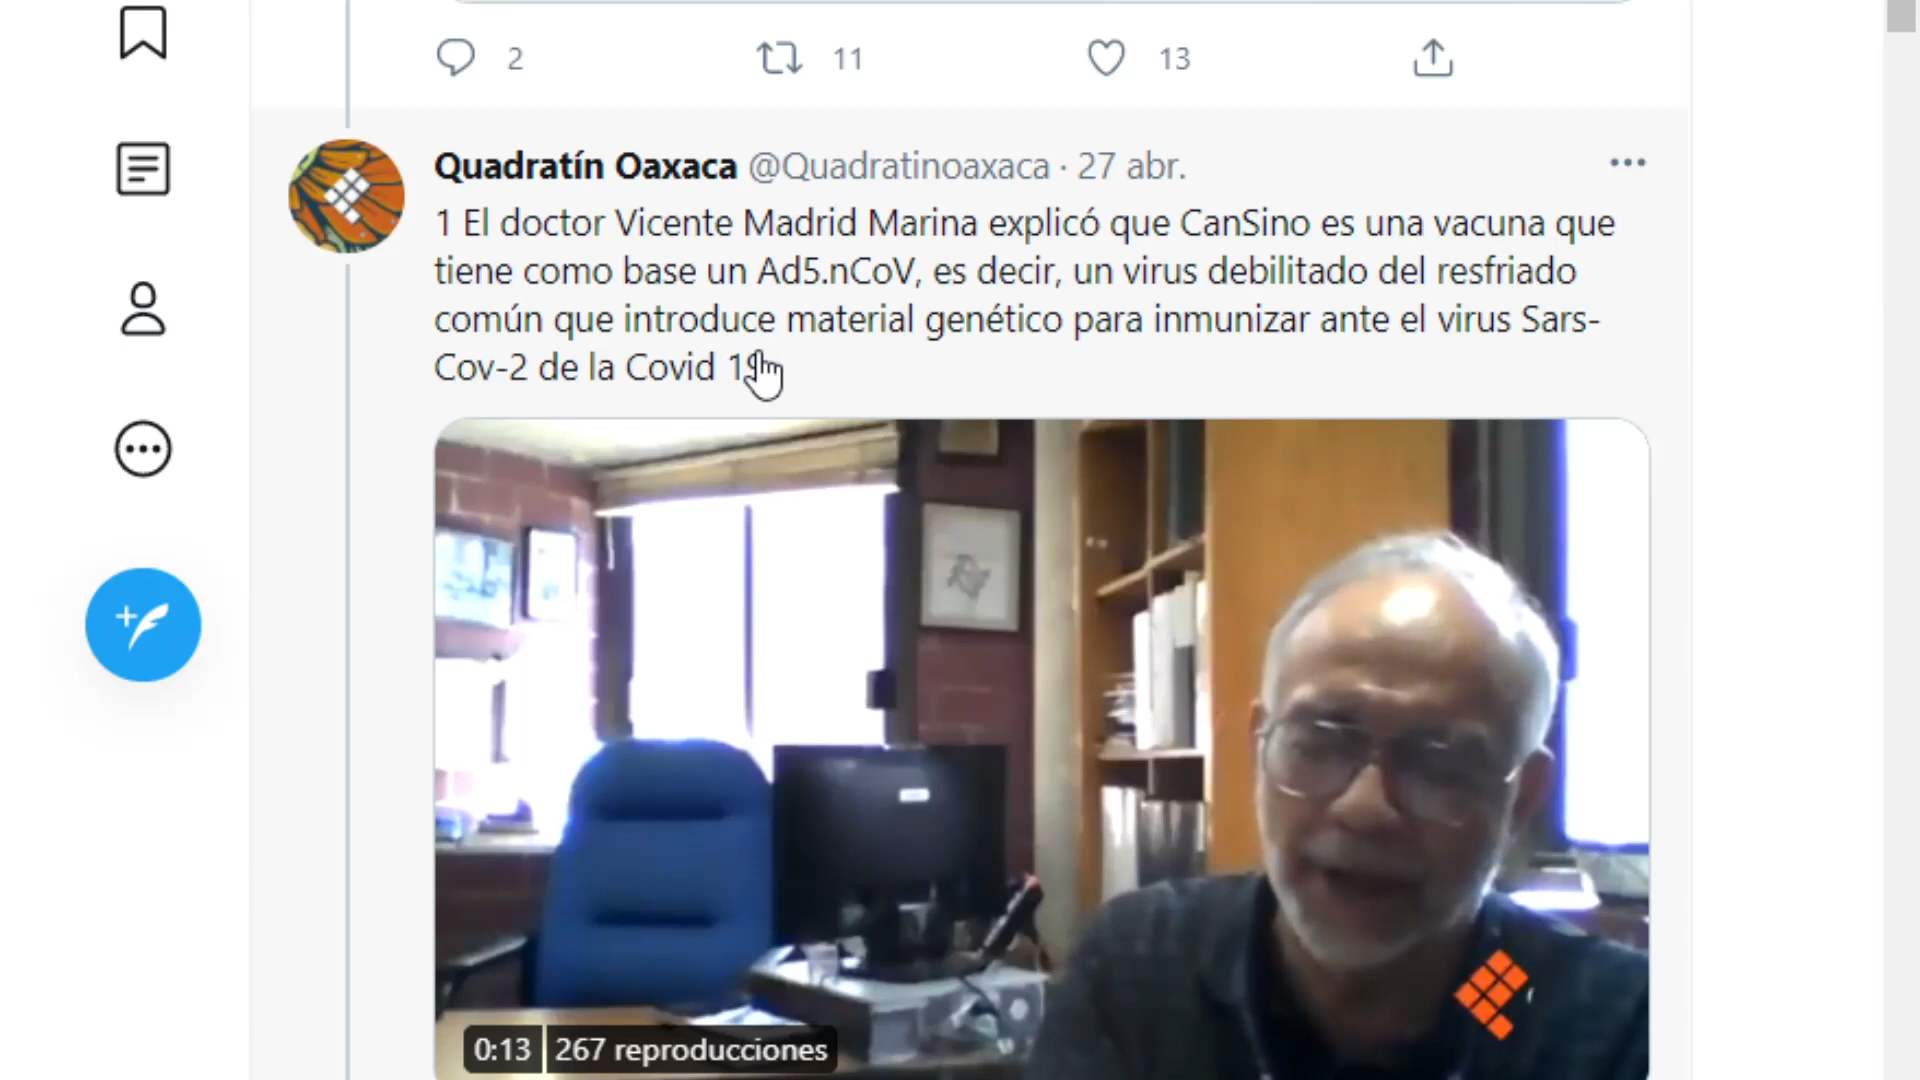 2 11 13
Quadratín Oaxaca @Quadratinoaxaca · 27 abr.
1 El doctor Vicente Madrid Marina explicó que CanSino es una vacuna que
tiene como base un Ad5.nCoV, es decir, un virus debilitado del resfriado
común que introduce material genético para inmunizar ante el virus Sars-
Cov-2 de la Covid 19
0:13 267 reproducciones